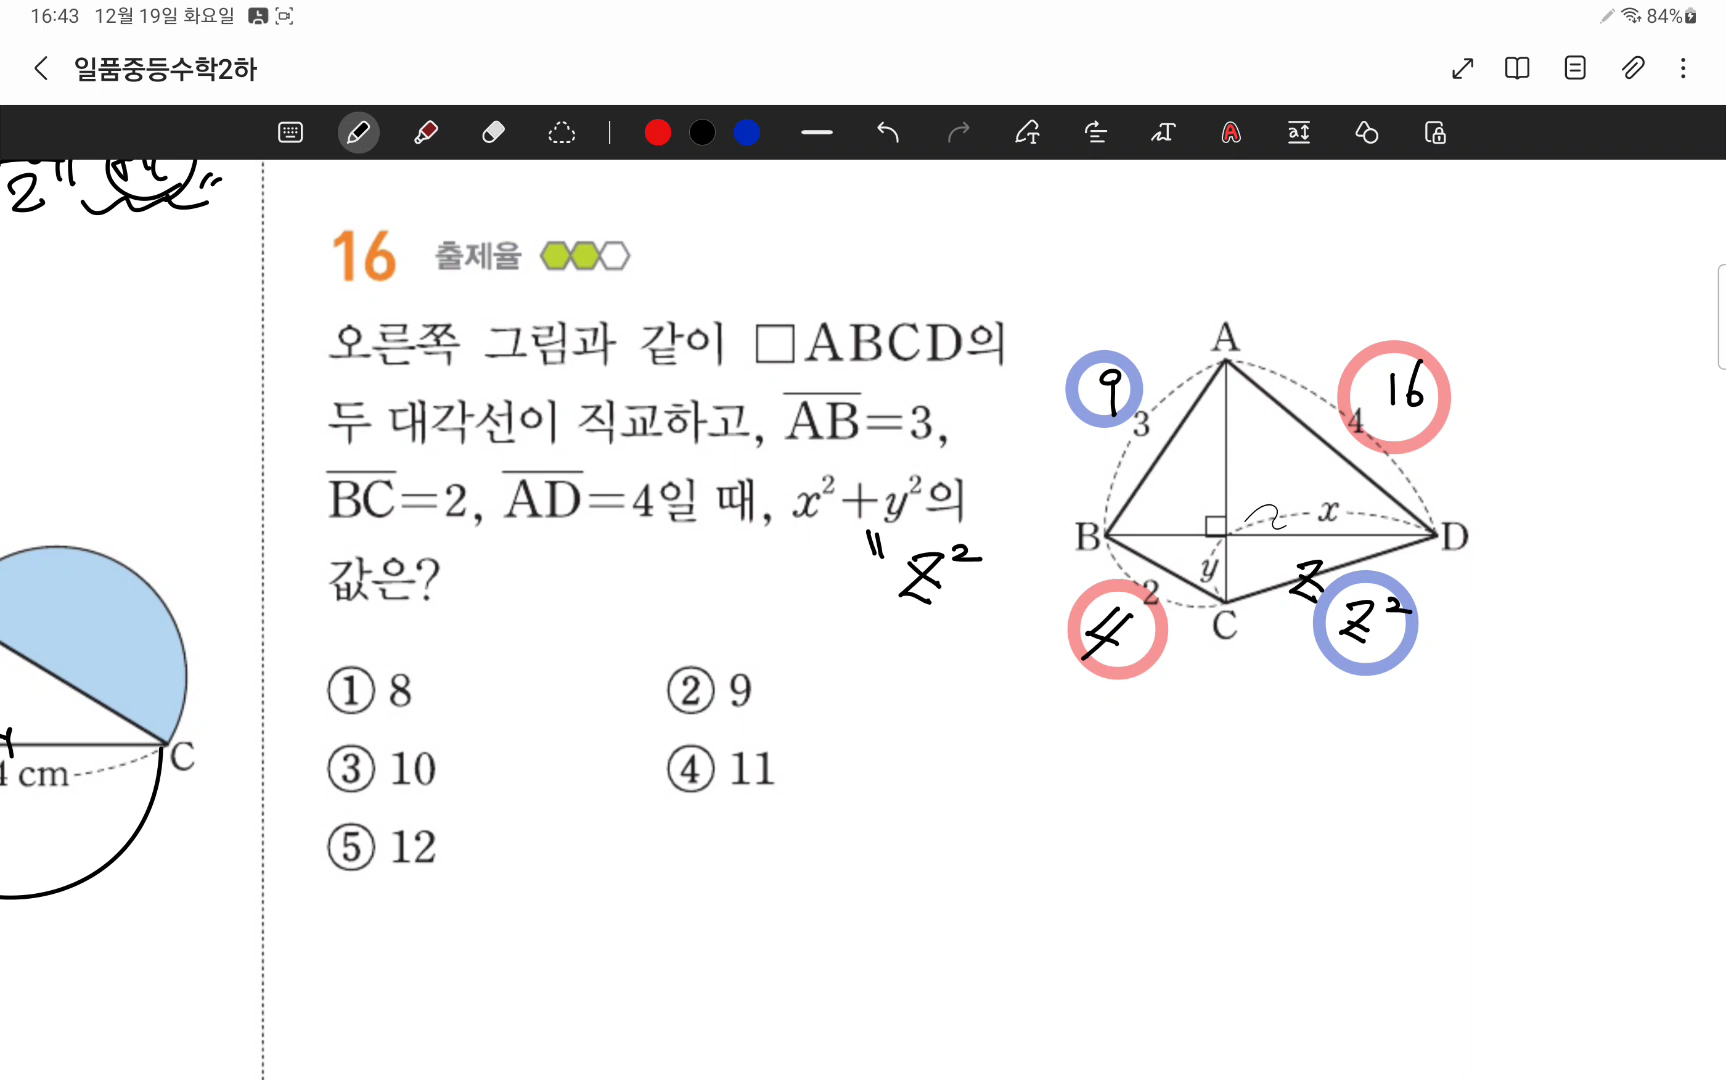 16:43 12월 19일 화요일
84%
일품중등수학2하
16 출제율
오른쪽 그림과 같이 □ABCD의
두 대각선이 직교하고, A̅B̅=3,
B̅C̅=2, A̅D̅=4일 때, x²+y²의
값은?
" z²
① 8 ② 9
③ 10 ④ 11
⑤ 12
A
9 16
3 4
B x D
y z
2
4 C z²
2
C
4 cm